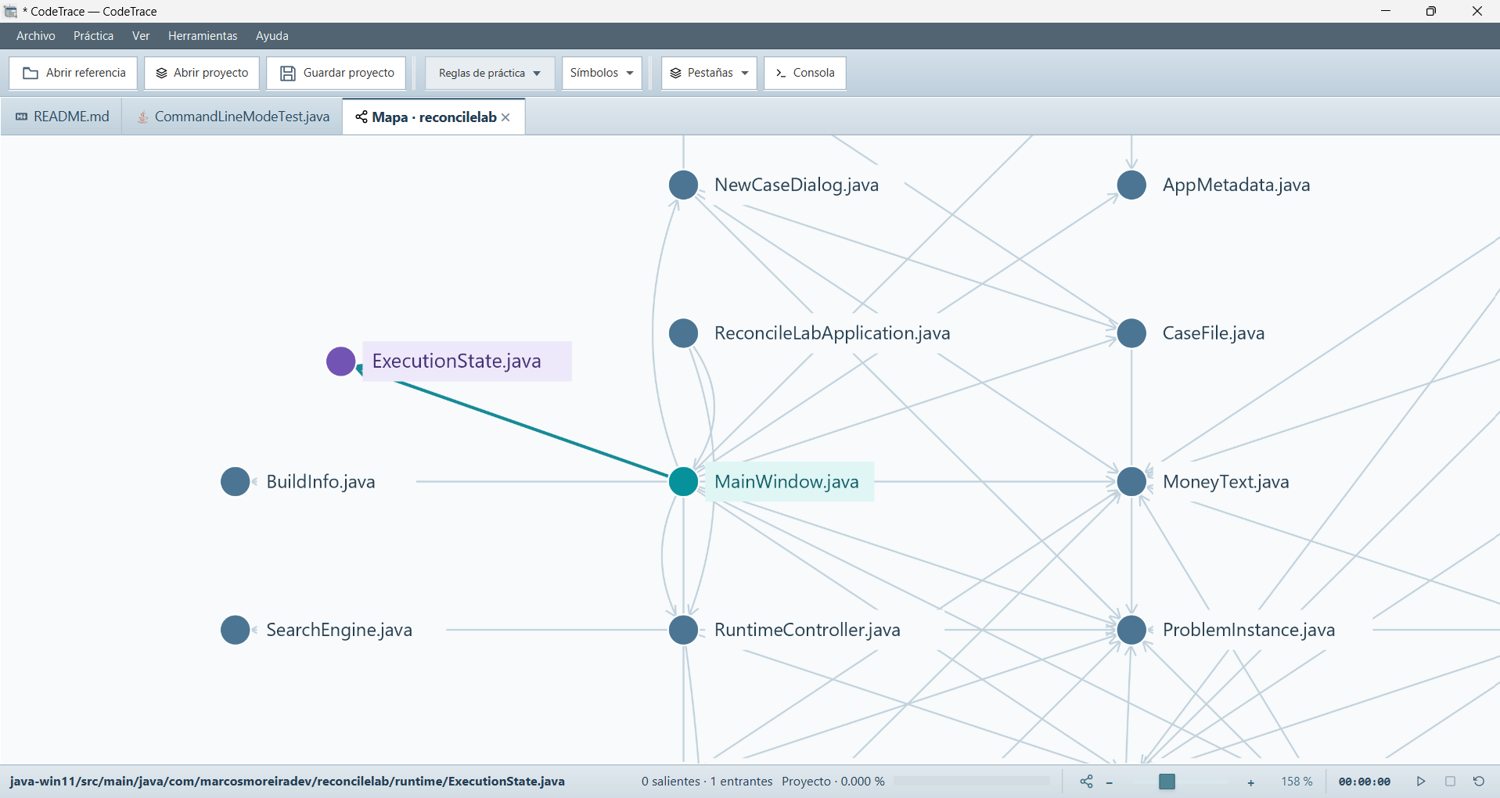 * CodeTrace — CodeTrace
Archivo Práctica Ver Herramientas Ayuda
Abrir referencia Abrir proyecto Guardar proyecto Reglas de práctica Símbolos Pestañas Consola
README.md CommandLineModeTest.java Mapa · reconcilelab
NewCaseDialog.java AppMetadata.java
ReconcileLabApplication.java CaseFile.java
ExecutionState.java
BuildInfo.java MainWindow.java MoneyText.java
SearchEngine.java RuntimeController.java ProblemInstance.java
java-win11/src/main/java/com/marcosmoreiradev/reconcilelab/runtime/ExecutionState.java 0 salientes · 1 entrantes Proyecto · 0.000 % − + 158 % 00:00:00